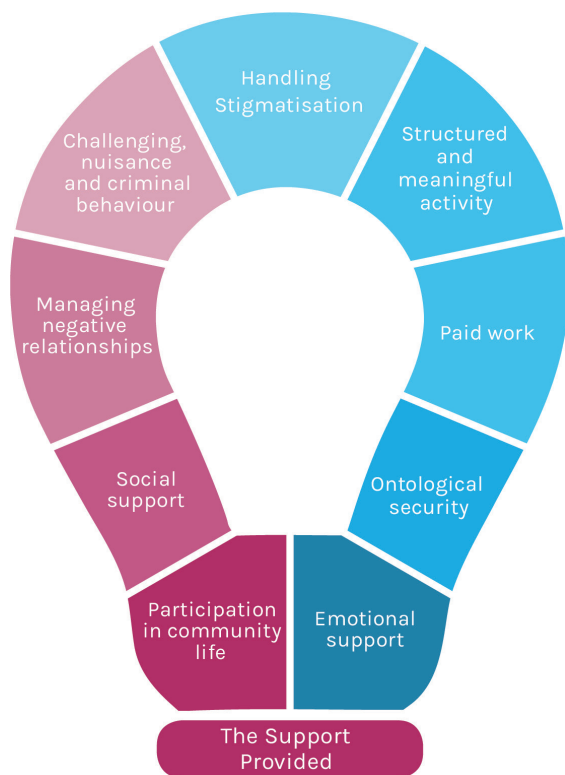 Handling
Stigmatisation
Structured
and
meaningful
activity
Paid work
Ontological
security
Emotional
support
Participation
in community
life
Social
support
Managing
negative
relationships
Challenging,
nuisance
and criminal
behaviour
The Support
Provided